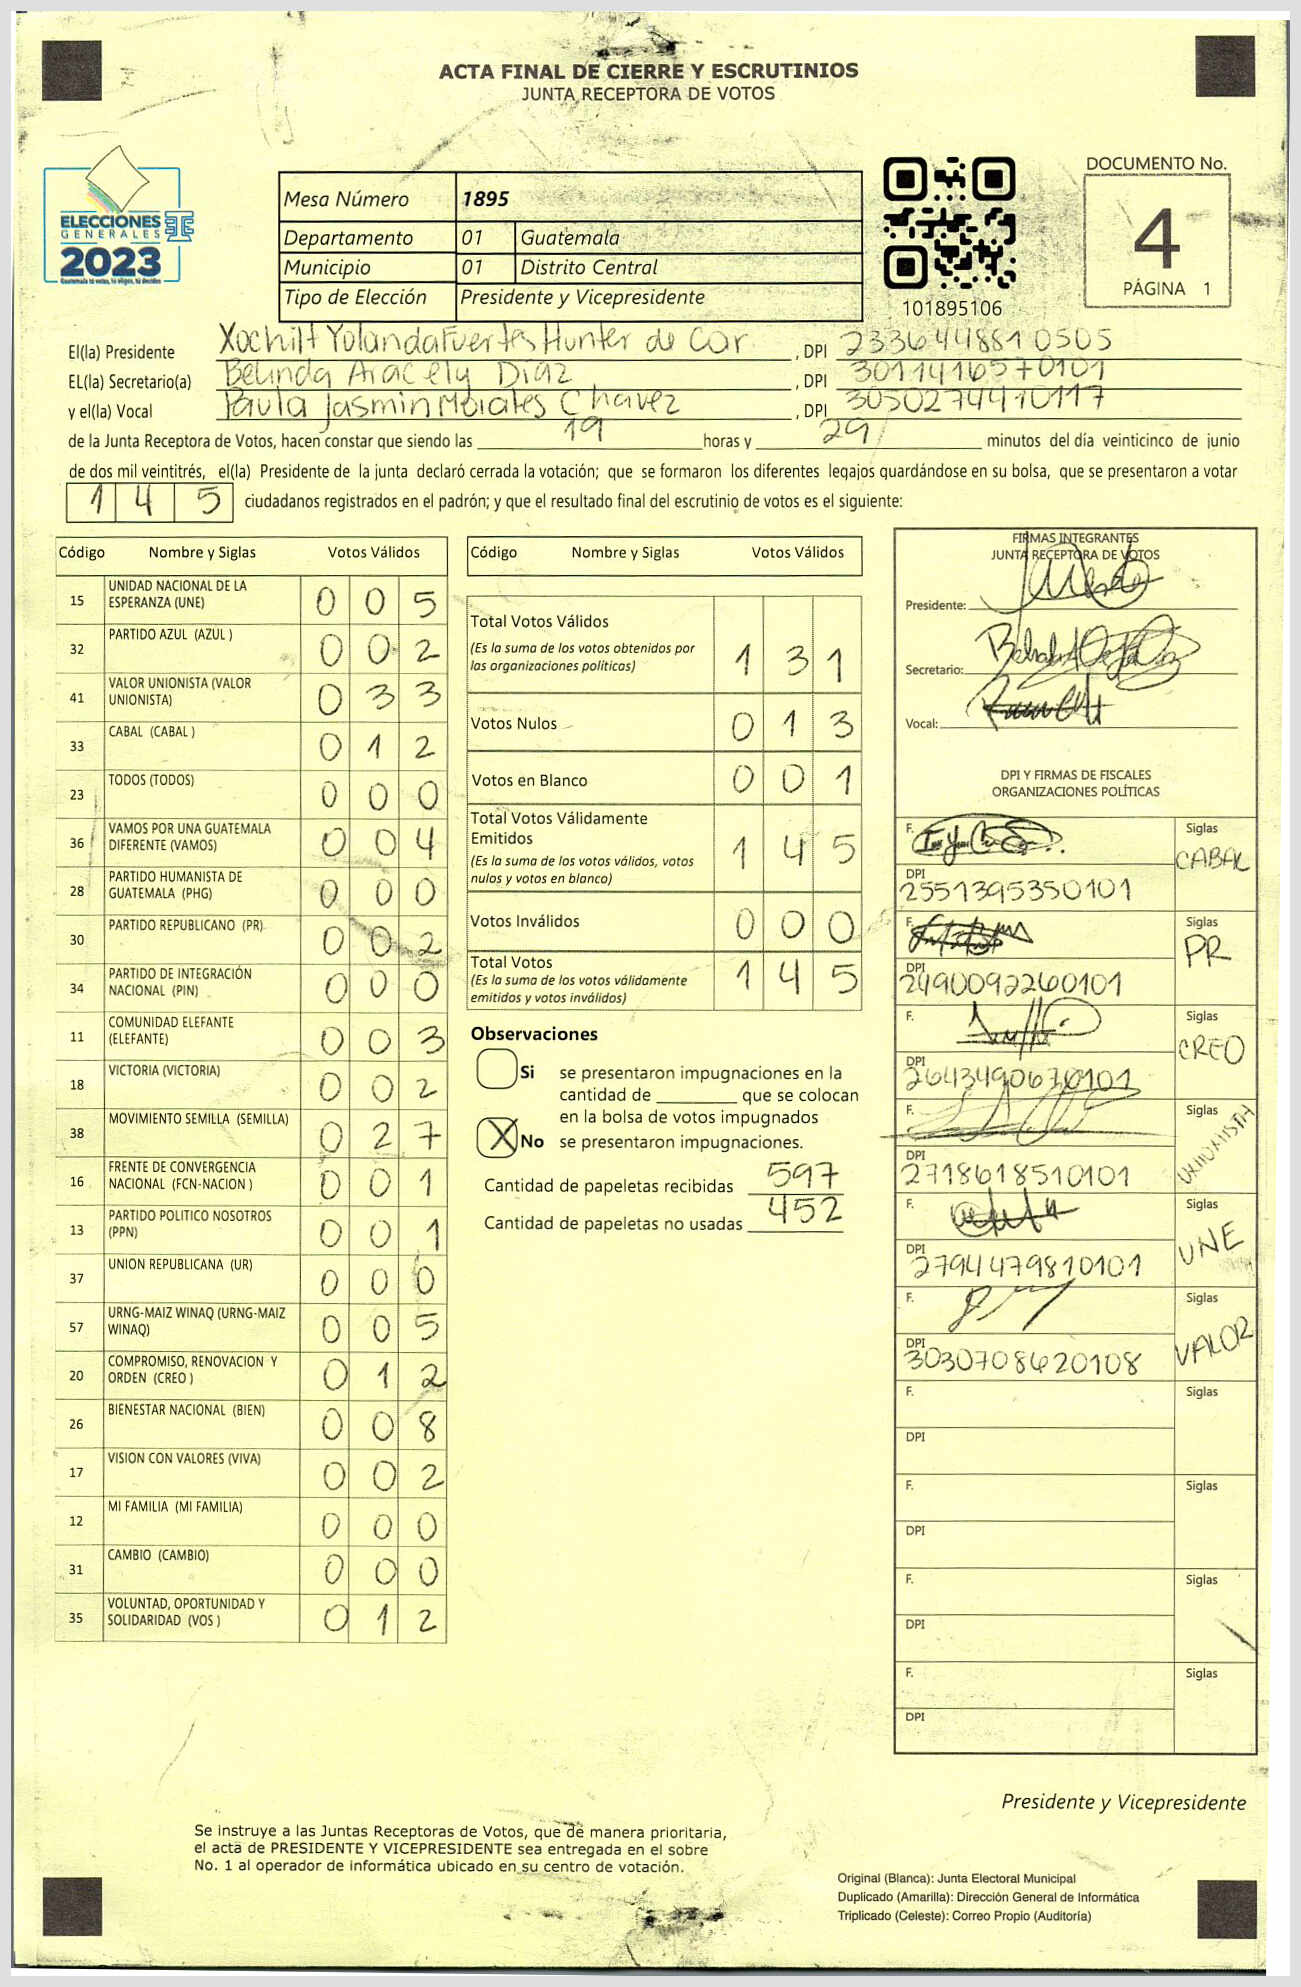 ACTA FINAL DE CIERRE Y ESCRUTINIOS
JUNTA RECEPTORA DE VOTOS
ELECCIONES
GENERALES
2023
Guatemala tú votas, tú eliges, tú decides
Mesa Número 1895
Departamento 01 Guatemala
Municipio 01 Distrito Central
Tipo de Elección Presidente y Vicepresidente
101895106
DOCUMENTO No.
4
PÁGINA 1
El(la) Presidente Xochilt Yolanda Fuertes Hunter de Cor , DPI 2336448810505
EL(la) Secretario(a) Belinda Aracely Díaz , DPI 3011416570101
y el(la) Vocal Paula Jasmin Morales Chavez , DPI 3050274410117
de la Junta Receptora de Votos, hacen constar que siendo las 19 horas y 29 minutos del día veinticinco de junio
de dos mil veintitrés, el(la) Presidente de la junta declaró cerrada la votación; que se formaron los diferentes legajos quardándose en su bolsa, que se presentaron a votar
1 4 5 ciudadanos registrados en el padrón; y que el resultado final del escrutinio de votos es el siguiente:
Código Nombre y Siglas Votos Válidos
15 UNIDAD NACIONAL DE LA ESPERANZA (UNE) 0 0 5
32 PARTIDO AZUL (AZUL ) 0 0 2
41 VALOR UNIONISTA (VALOR UNIONISTA) 0 3 3
33 CABAL (CABAL ) 0 1 2
23 TODOS (TODOS) 0 0 0
36 VAMOS POR UNA GUATEMALA DIFERENTE (VAMOS) 0 0 4
28 PARTIDO HUMANISTA DE GUATEMALA (PHG) 0 0 0
30 PARTIDO REPUBLICANO (PR) 0 0 2
34 PARTIDO DE INTEGRACIÓN NACIONAL (PIN) 0 0 0
11 COMUNIDAD ELEFANTE (ELEFANTE) 0 0 3
18 VICTORIA (VICTORIA) 0 0 2
38 MOVIMIENTO SEMILLA (SEMILLA) 0 2 7
16 FRENTE DE CONVERGENCIA NACIONAL (FCN-NACION ) 0 0 1
13 PARTIDO POLITICO NOSOTROS (PPN) 0 0 1
37 UNION REPUBLICANA (UR) 0 0 0
57 URNG-MAIZ WINAQ (URNG-MAIZ WINAQ) 0 0 5
20 COMPROMISO, RENOVACION Y ORDEN (CREO ) 0 1 2
26 BIENESTAR NACIONAL (BIEN) 0 0 8
17 VISION CON VALORES (VIVA) 0 0 2
12 MI FAMILIA (MI FAMILIA) 0 0 0
31 CAMBIO (CAMBIO) 0 0 0
35 VOLUNTAD, OPORTUNIDAD Y SOLIDARIDAD (VOS ) 0 1 2
Código Nombre y Siglas Votos Válidos
Total Votos Válidos 1 3 1
(Es la suma de los votos obtenidos por
las organizaciones políticas)
Votos Nulos 0 1 3
Votos en Blanco 0 0 1
Total Votos Válidamente
Emitidos 1 4 5
(Es la suma de los votos válidos, votos
nulos y votos en blanco)
Votos Inválidos 0 0 0
Total Votos 1 4 5
(Es la suma de los votos válidamente
emitidos y votos inválidos)
Observaciones
Si se presentaron impugnaciones en la
cantidad de ________ que se colocan
en la bolsa de votos impugnados
X No se presentaron impugnaciones.
Cantidad de papeletas recibidas 597
Cantidad de papeletas no usadas 452
FIRMAS INTEGRANTES
JUNTA RECEPTORA DE VOTOS
Presidente:
Secretario:
Vocal:
DPI Y FIRMAS DE FISCALES
ORGANIZACIONES POLÍTICAS
F. Siglas CABAL
DPI 2551395350101
F. Siglas PR
DPI 2490092260101
F. Siglas CREO
DPI 2643490670101
F. Siglas UNIONISTA
DPI 2718618510101
F. Siglas UNE
DPI 2794479810101
F. Siglas VALOR
DPI 3030708620108
F. Siglas
DPI
F. Siglas
DPI
F. Siglas
DPI
F. Siglas
DPI
Presidente y Vicepresidente
Se instruye a las Juntas Receptoras de Votos, que de manera prioritaria,
el acta de PRESIDENTE Y VICEPRESIDENTE sea entregada en el sobre
No. 1 al operador de informática ubicado en su centro de votación.
Original (Blanca): Junta Electoral Municipal
Duplicado (Amarilla): Dirección General de Informática
Triplicado (Celeste): Correo Propio (Auditoría)